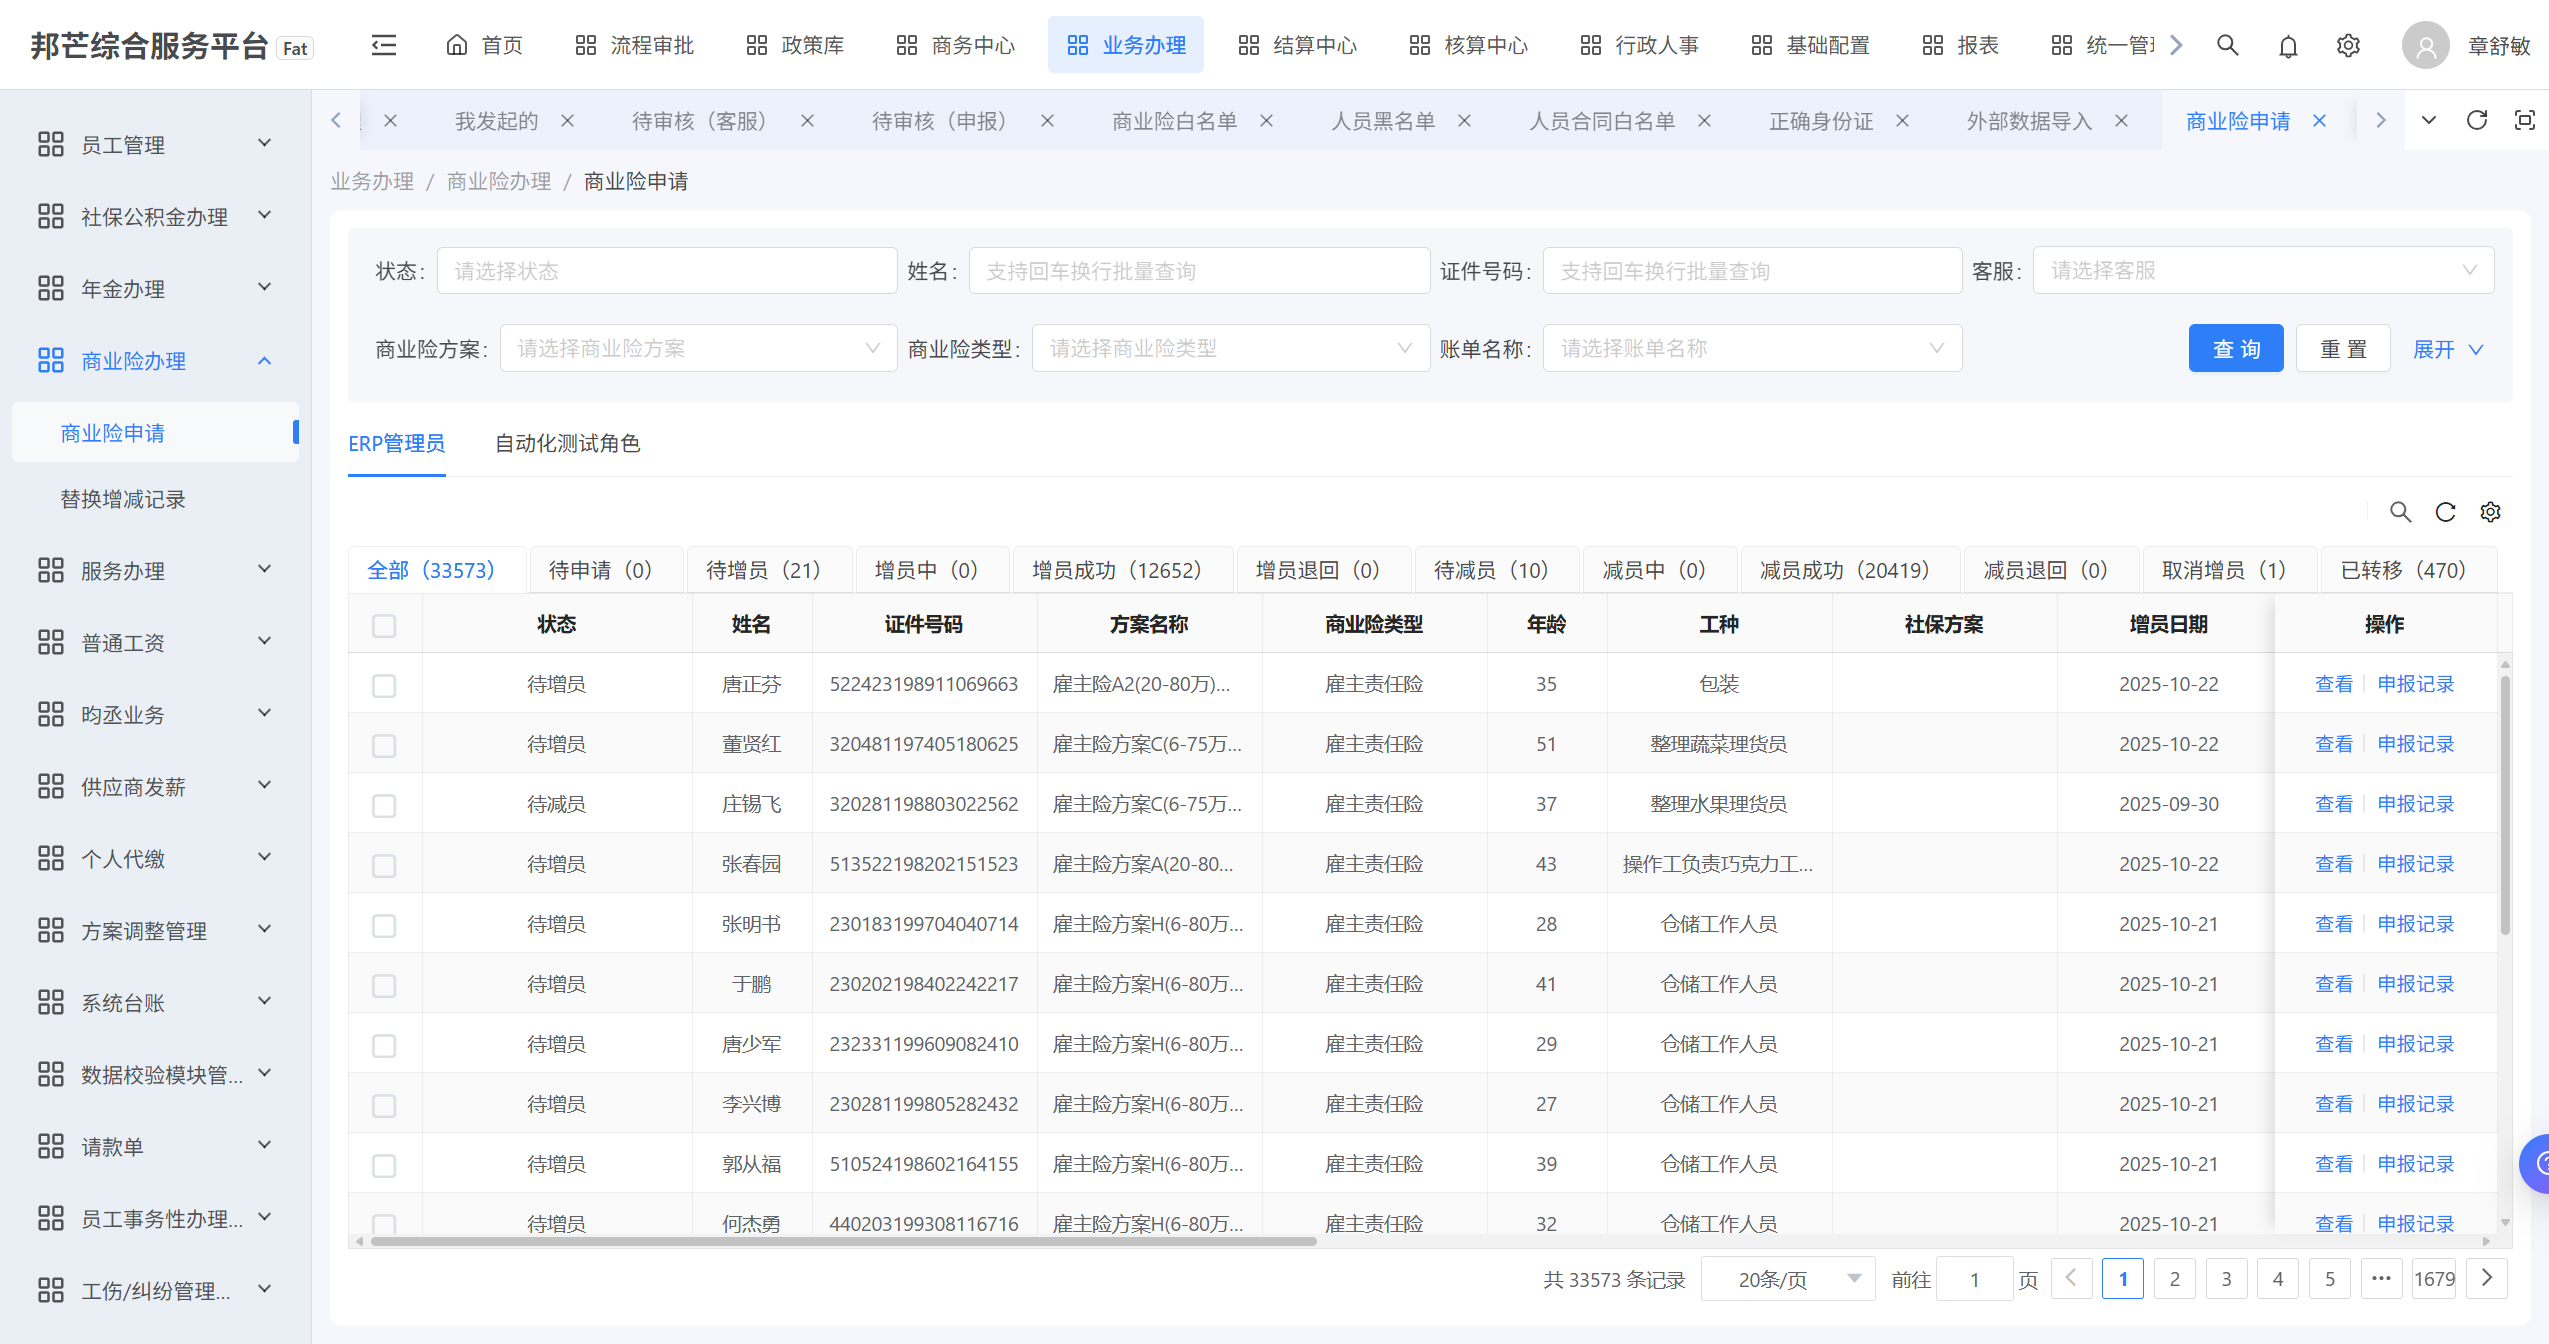 邦芒综合服务平台 Fat 首页 流程审批 政策库 商务中心 业务办理 结算中心 核算中心 行政人事 基础配置 报表 统一管 章舒敏
我发起的 待审核（客服） 待审核（申报） 商业险白名单 人员黑名单 人员合同白名单 正确身份证 外部数据导入 商业险申请
员工管理
社保公积金办理
年金办理
商业险办理
商业险申请
替换增减记录
服务办理
普通工资
昀丞业务
供应商发薪
个人代缴
方案调整管理
系统台账
数据校验模块管...
请款单
员工事务性办理...
工伤/纠纷管理...
业务办理 / 商业险办理 / 商业险申请
状态: 请选择状态 姓名: 支持回车换行批量查询 证件号码: 支持回车换行批量查询 客服: 请选择客服
商业险方案: 请选择商业险方案 商业险类型: 请选择商业险类型 账单名称: 请选择账单名称 查 询 重 置 展开
ERP管理员 自动化测试角色
全部（33573） 待申请（0） 待增员（21） 增员中（0） 增员成功（12652） 增员退回（0） 待减员（10） 减员中（0） 减员成功（20419） 减员退回（0） 取消增员（1） 已转移（470）
状态 姓名 证件号码 方案名称 商业险类型 年龄 工种 社保方案 增员日期 操作
待增员 唐正芬 522423198911069663 雇主险A2(20-80万)... 雇主责任险 35 包装 2025-10-22 查看 申报记录
待增员 董贤红 320481197405180625 雇主险方案C(6-75万... 雇主责任险 51 整理蔬菜理货员 2025-10-22 查看 申报记录
待减员 庄锡飞 320281198803022562 雇主险方案C(6-75万... 雇主责任险 37 整理水果理货员 2025-09-30 查看 申报记录
待增员 张春园 513522198202151523 雇主险方案A(20-80... 雇主责任险 43 操作工负责巧克力工... 2025-10-22 查看 申报记录
待增员 张明书 230183199704040714 雇主险方案H(6-80万... 雇主责任险 28 仓储工作人员 2025-10-21 查看 申报记录
待增员 于鹏 230202198402242217 雇主险方案H(6-80万... 雇主责任险 41 仓储工作人员 2025-10-21 查看 申报记录
待增员 唐少军 232331199609082410 雇主险方案H(6-80万... 雇主责任险 29 仓储工作人员 2025-10-21 查看 申报记录
待增员 李兴博 230281199805282432 雇主险方案H(6-80万... 雇主责任险 27 仓储工作人员 2025-10-21 查看 申报记录
待增员 郭从福 510524198602164155 雇主险方案H(6-80万... 雇主责任险 39 仓储工作人员 2025-10-21 查看 申报记录
待增员 何杰勇 440203199308116716 雇主险方案H(6-80万... 雇主责任险 32 仓储工作人员 2025-10-21 查看 申报记录
共 33573 条记录 20条/页 前往 1 页 1 2 3 4 5 ••• 1679